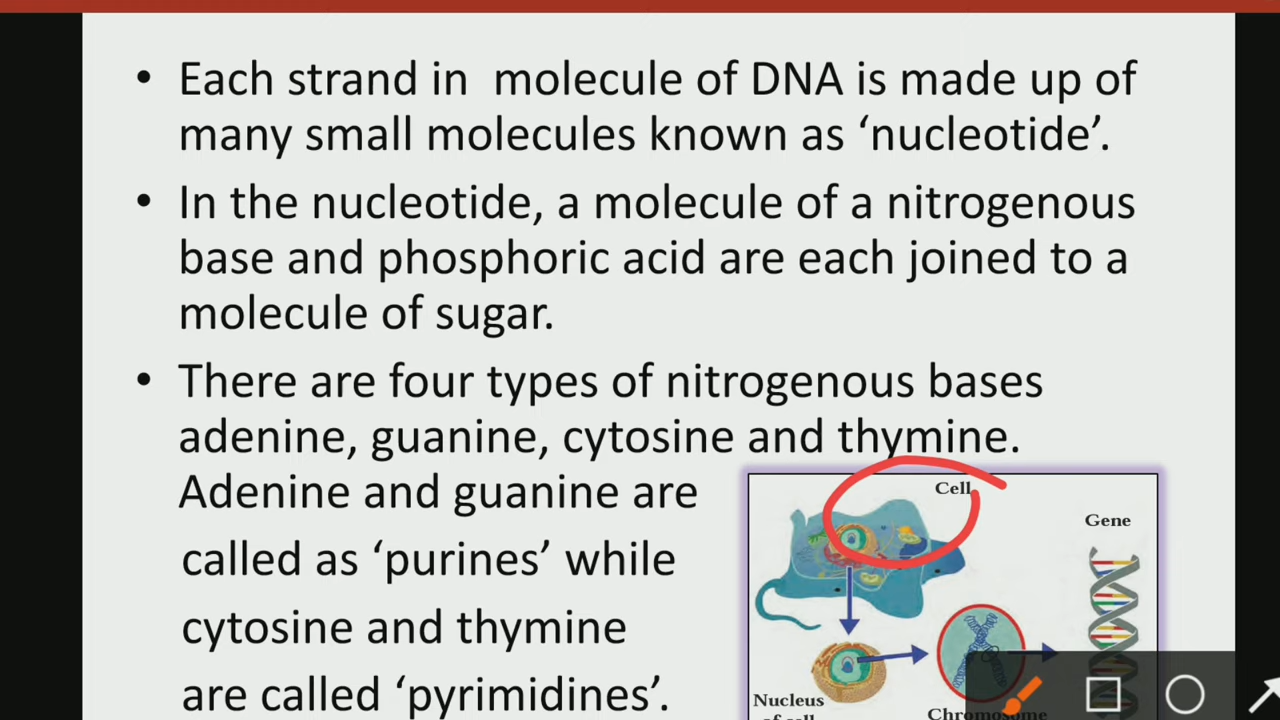 • Each strand in  molecule of DNA is made up of
many small molecules known as ‘nucleotide’.
• In the nucleotide, a molecule of a nitrogenous
base and phosphoric acid are each joined to a
molecule of sugar.
• There are four types of nitrogenous bases
adenine, guanine, cytosine and thymine.
Adenine and guanine are
called as ‘purines’ while
cytosine and thymine
are called ‘pyrimidines’.
Cell
Gene
Nucleus
of cell
Chromosome